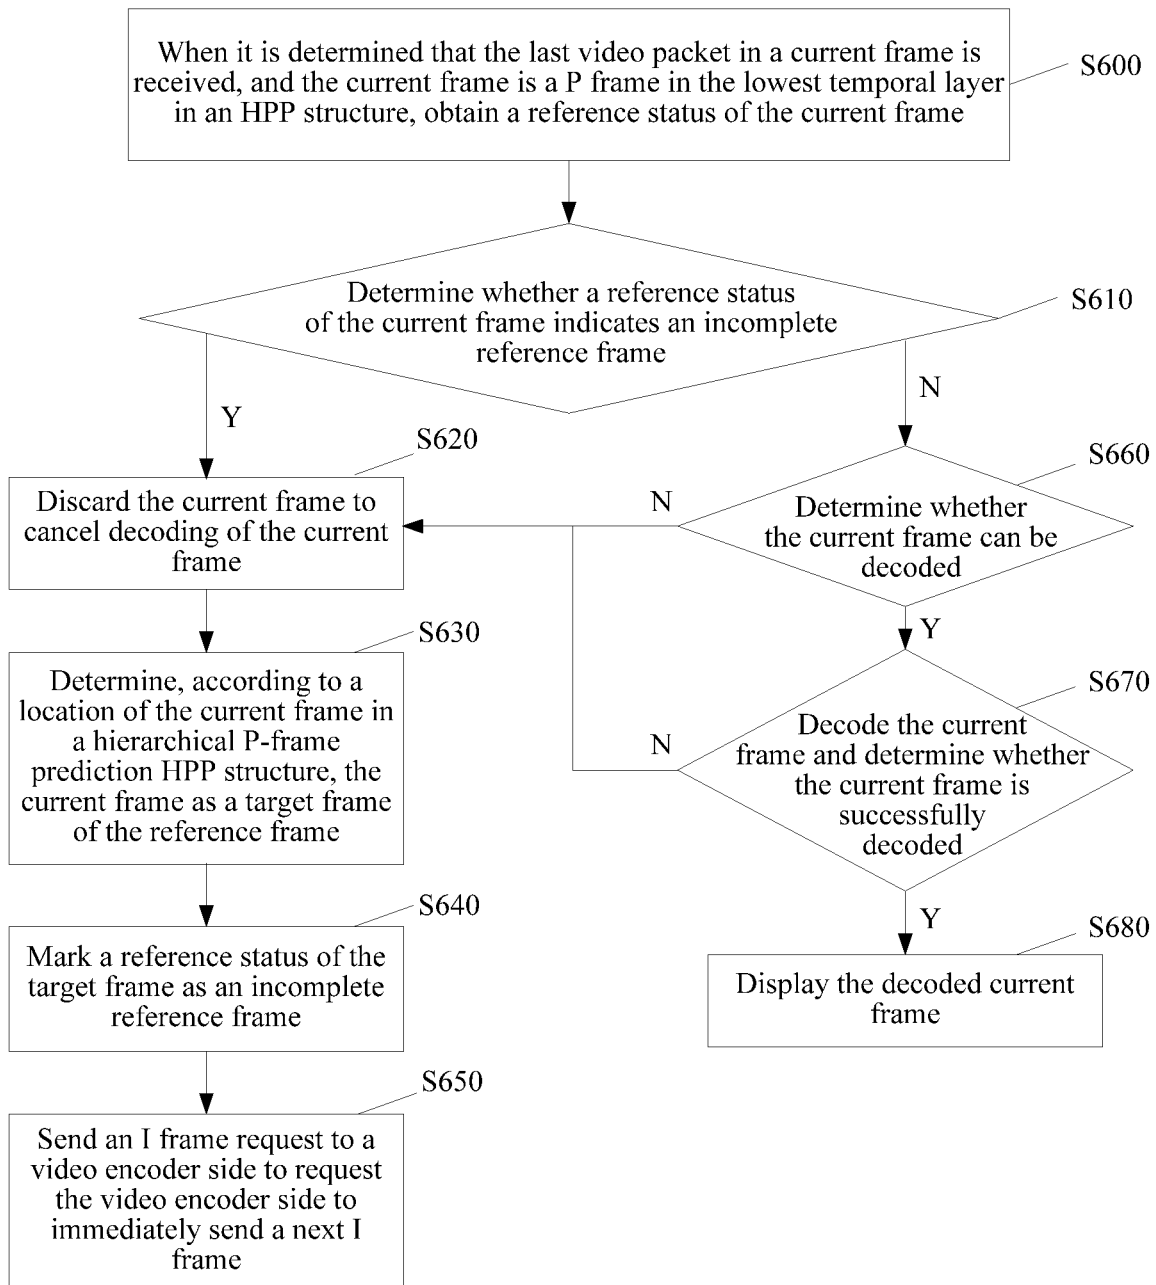 When it is determined that the last video packet in a current frame is
received, and the current frame is a P frame in the lowest temporal layer
in an HPP structure, obtain a reference status of the current frame
S600
Determine whether a reference status
of the current frame indicates an incomplete
reference frame
S610
Y
N
S620
Discard the current frame to
cancel decoding of the current
frame
S660
N
Determine whether
the current frame can be
decoded
Y
S630
Determine, according to a
location of the current frame in
a hierarchical P-frame
prediction HPP structure, the
current frame as a target frame
of the reference frame
S670
N
Decode the current
frame and determine whether
the current frame is
successfully
decoded
Y
S640
Mark a reference status of the
target frame as an incomplete
reference frame
S680
Display the decoded current
frame
S650
Send an I frame request to a
video encoder side to request
the video encoder side to
immediately send a next I
frame